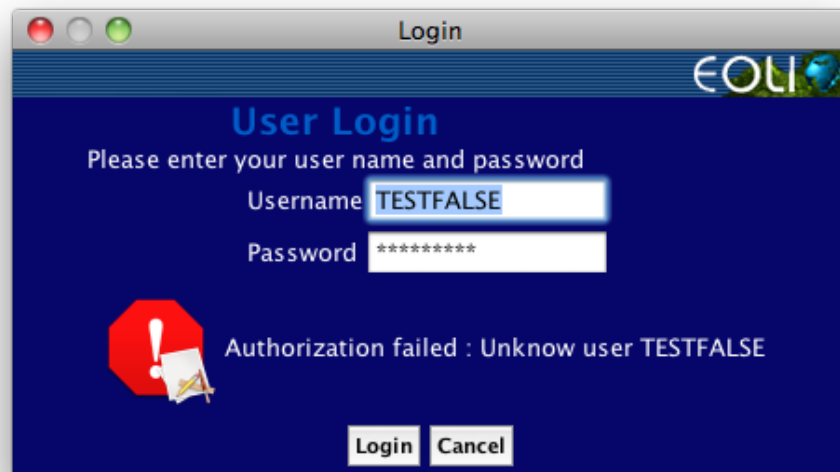 Login
EOLI
User Login
Please enter your user name and password
Username TESTFALSE
Password *********
Authorization failed : Unknow user TESTFALSE
Login Cancel